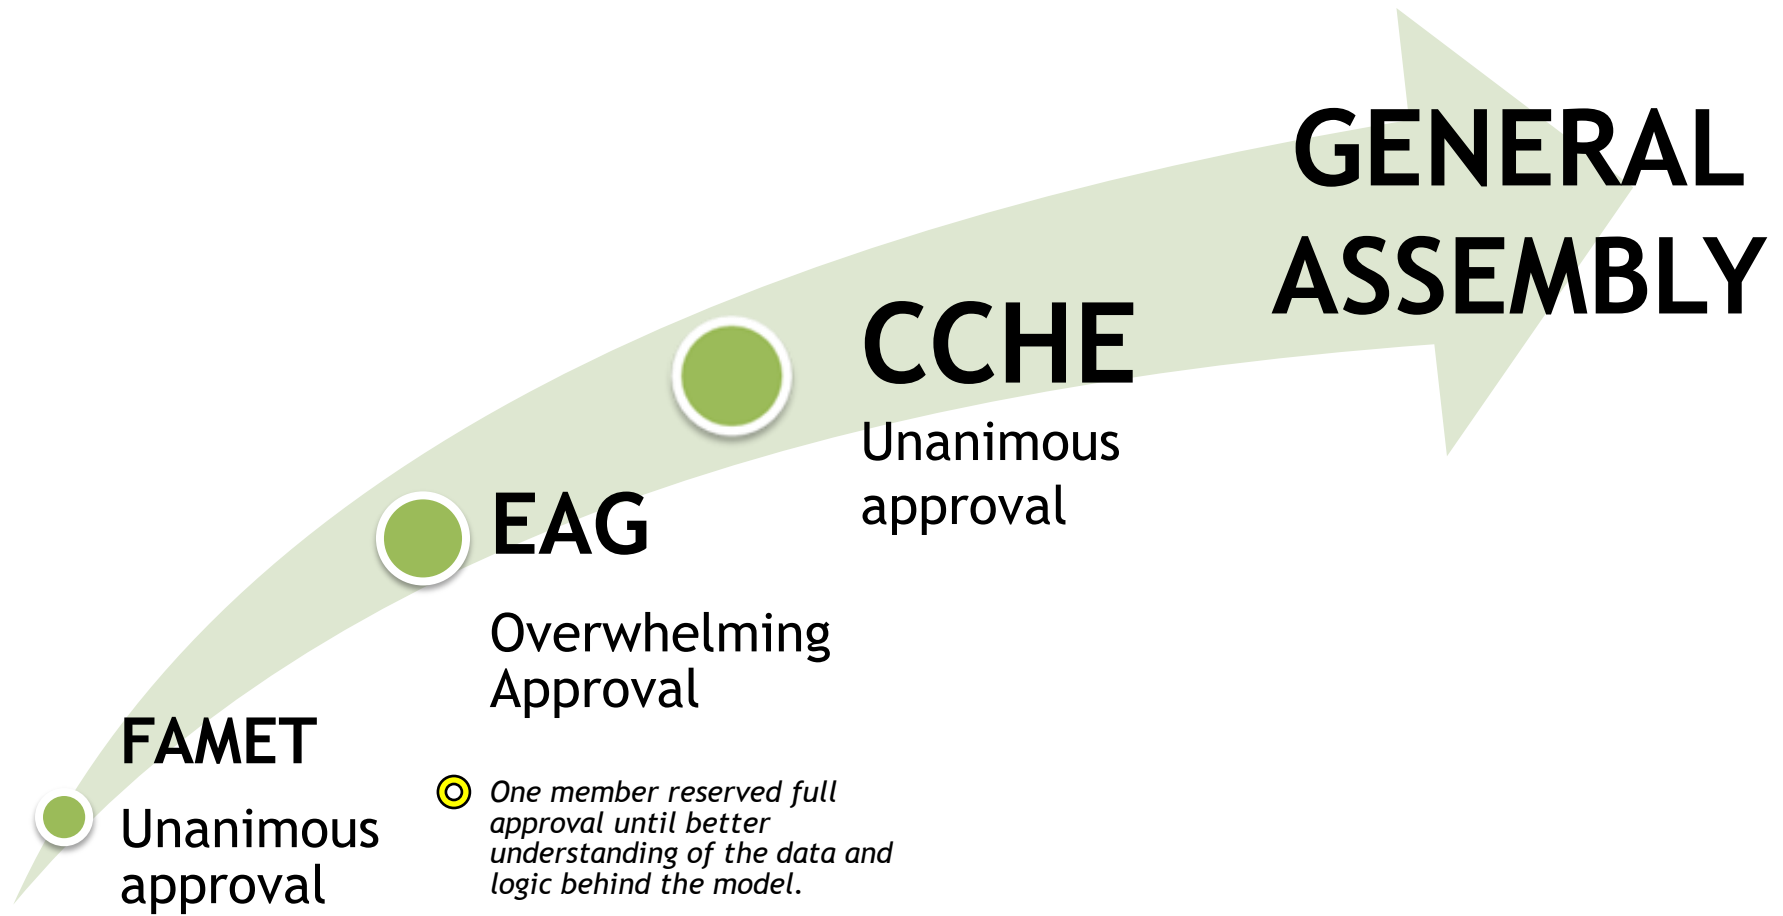 GENERAL
ASSEMBLY
CCHE
Unanimous
approval
EAG
Overwhelming
Approval
FAMET
Unanimous
approval
One member reserved full
approval until better
understanding of the data and
logic behind the model.